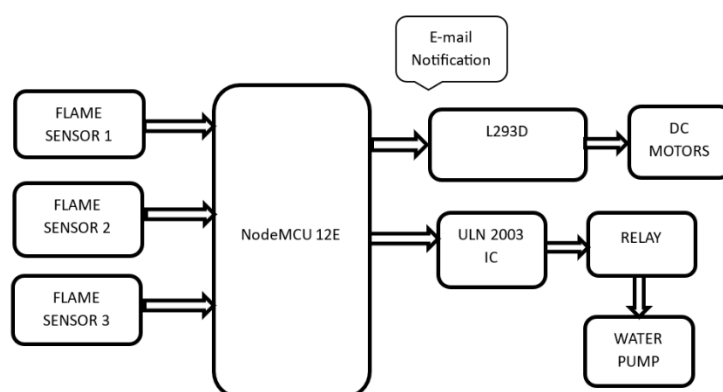 E-mail
Notification
FLAME
SENSOR 1
L293D
DC
MOTORS
FLAME
SENSOR 2
NodeMCU 12E
ULN 2003
IC
RELAY
FLAME
SENSOR 3
WATER
PUMP